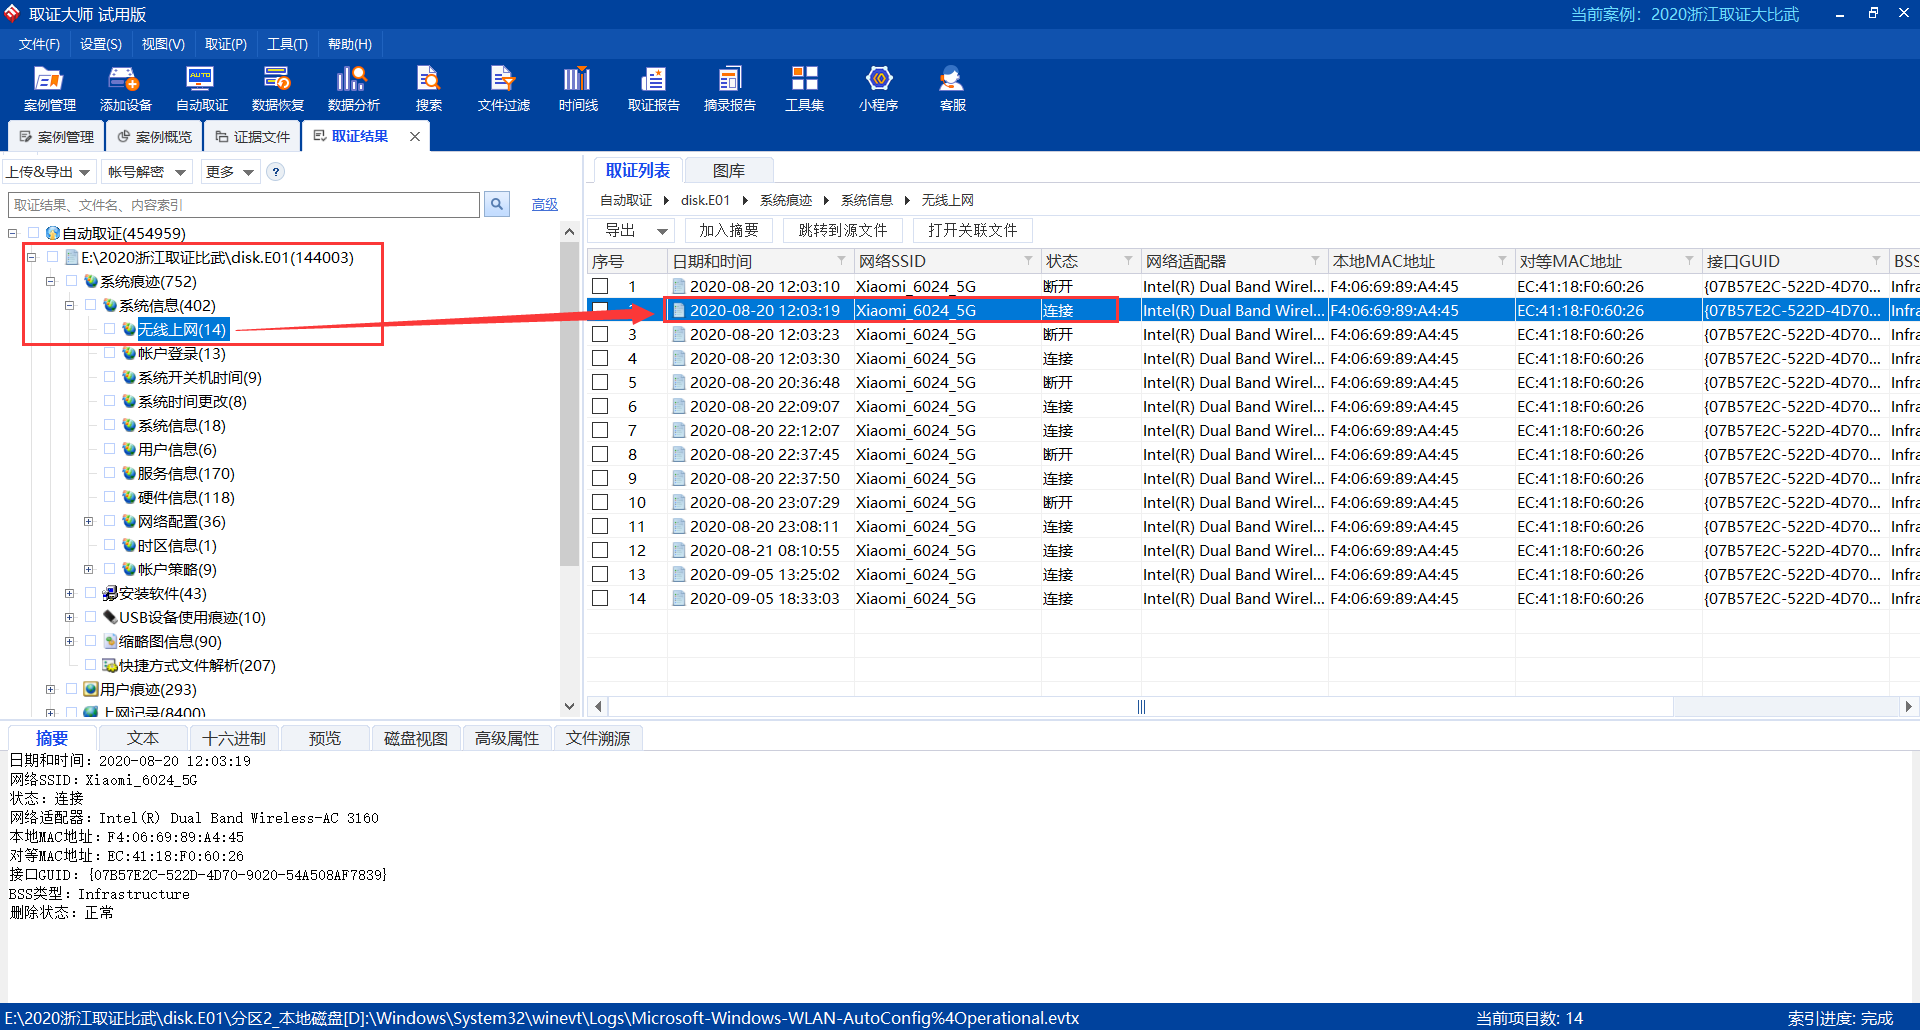 取证大师 试用版
当前案例：2020浙江取证大比武
文件(F) 设置(S) 视图(V) 取证(P) 工具(T) 帮助(H)
案例管理 添加设备 自动取证 数据恢复 数据分析 搜索 文件过滤 时间线 取证报告 摘录报告 工具集 小程序 客服
案例管理 案例概览 证据文件 取证结果
上传&导出 帐号解密 更多 ?
取证结果、文件名、内容索引 高级
自动取证(454959)
E:\2020浙江取证比武\disk.E01(144003)
系统痕迹(752)
系统信息(402)
无线上网(14)
帐户登录(13)
系统开关机时间(9)
系统时间更改(8)
系统信息(18)
用户信息(6)
服务信息(170)
硬件信息(118)
网络配置(36)
时区信息(1)
帐户策略(9)
安装软件(43)
USB设备使用痕迹(10)
缩略图信息(90)
快捷方式文件解析(207)
用户痕迹(293)
上网记录(8400)
取证列表 图库
自动取证 disk.E01 系统痕迹 系统信息 无线上网
导出 加入摘要 跳转到源文件 打开关联文件
序号 日期和时间 网络SSID 状态 网络适配器 本地MAC地址 对等MAC地址 接口GUID BSS
1 2020-08-20 12:03:10 Xiaomi_6024_5G 断开 Intel(R) Dual Band Wirel... F4:06:69:89:A4:45 EC:41:18:F0:60:26 {07B57E2C-522D-4D70... Infra
2020-08-20 12:03:19 Xiaomi_6024_5G 连接 Intel(R) Dual Band Wirel... F4:06:69:89:A4:45 EC:41:18:F0:60:26 {07B57E2C-522D-4D70... Infra
3 2020-08-20 12:03:23 Xiaomi_6024_5G 断开 Intel(R) Dual Band Wirel... F4:06:69:89:A4:45 EC:41:18:F0:60:26 {07B57E2C-522D-4D70... Infra
4 2020-08-20 12:03:30 Xiaomi_6024_5G 连接 Intel(R) Dual Band Wirel... F4:06:69:89:A4:45 EC:41:18:F0:60:26 {07B57E2C-522D-4D70... Infra
5 2020-08-20 20:36:48 Xiaomi_6024_5G 断开 Intel(R) Dual Band Wirel... F4:06:69:89:A4:45 EC:41:18:F0:60:26 {07B57E2C-522D-4D70... Infra
6 2020-08-20 22:09:07 Xiaomi_6024_5G 连接 Intel(R) Dual Band Wirel... F4:06:69:89:A4:45 EC:41:18:F0:60:26 {07B57E2C-522D-4D70... Infra
7 2020-08-20 22:12:07 Xiaomi_6024_5G 连接 Intel(R) Dual Band Wirel... F4:06:69:89:A4:45 EC:41:18:F0:60:26 {07B57E2C-522D-4D70... Infra
8 2020-08-20 22:37:45 Xiaomi_6024_5G 断开 Intel(R) Dual Band Wirel... F4:06:69:89:A4:45 EC:41:18:F0:60:26 {07B57E2C-522D-4D70... Infra
9 2020-08-20 22:37:50 Xiaomi_6024_5G 连接 Intel(R) Dual Band Wirel... F4:06:69:89:A4:45 EC:41:18:F0:60:26 {07B57E2C-522D-4D70... Infra
10 2020-08-20 23:07:29 Xiaomi_6024_5G 断开 Intel(R) Dual Band Wirel... F4:06:69:89:A4:45 EC:41:18:F0:60:26 {07B57E2C-522D-4D70... Infra
11 2020-08-20 23:08:11 Xiaomi_6024_5G 连接 Intel(R) Dual Band Wirel... F4:06:69:89:A4:45 EC:41:18:F0:60:26 {07B57E2C-522D-4D70... Infra
12 2020-08-21 08:10:55 Xiaomi_6024_5G 连接 Intel(R) Dual Band Wirel... F4:06:69:89:A4:45 EC:41:18:F0:60:26 {07B57E2C-522D-4D70... Infra
13 2020-09-05 13:25:02 Xiaomi_6024_5G 连接 Intel(R) Dual Band Wirel... F4:06:69:89:A4:45 EC:41:18:F0:60:26 {07B57E2C-522D-4D70... Infra
14 2020-09-05 18:33:03 Xiaomi_6024_5G 连接 Intel(R) Dual Band Wirel... F4:06:69:89:A4:45 EC:41:18:F0:60:26 {07B57E2C-522D-4D70... Infra
摘要 文本 十六进制 预览 磁盘视图 高级属性 文件溯源
日期和时间：2020-08-20 12:03:19
网络SSID：Xiaomi_6024_5G
状态：连接
网络适配器：Intel(R) Dual Band Wireless-AC 3160
本地MAC地址：F4:06:69:89:A4:45
对等MAC地址：EC:41:18:F0:60:26
接口GUID：{07B57E2C-522D-4D70-9020-54A508AF7839}
BSS类型：Infrastructure
删除状态：正常
E:\2020浙江取证比武\disk.E01\分区2_本地磁盘[D]:\Windows\System32\winevt\Logs\Microsoft-Windows-WLAN-AutoConfig%4Operational.evtx 当前项目数: 14 索引进度: 完成